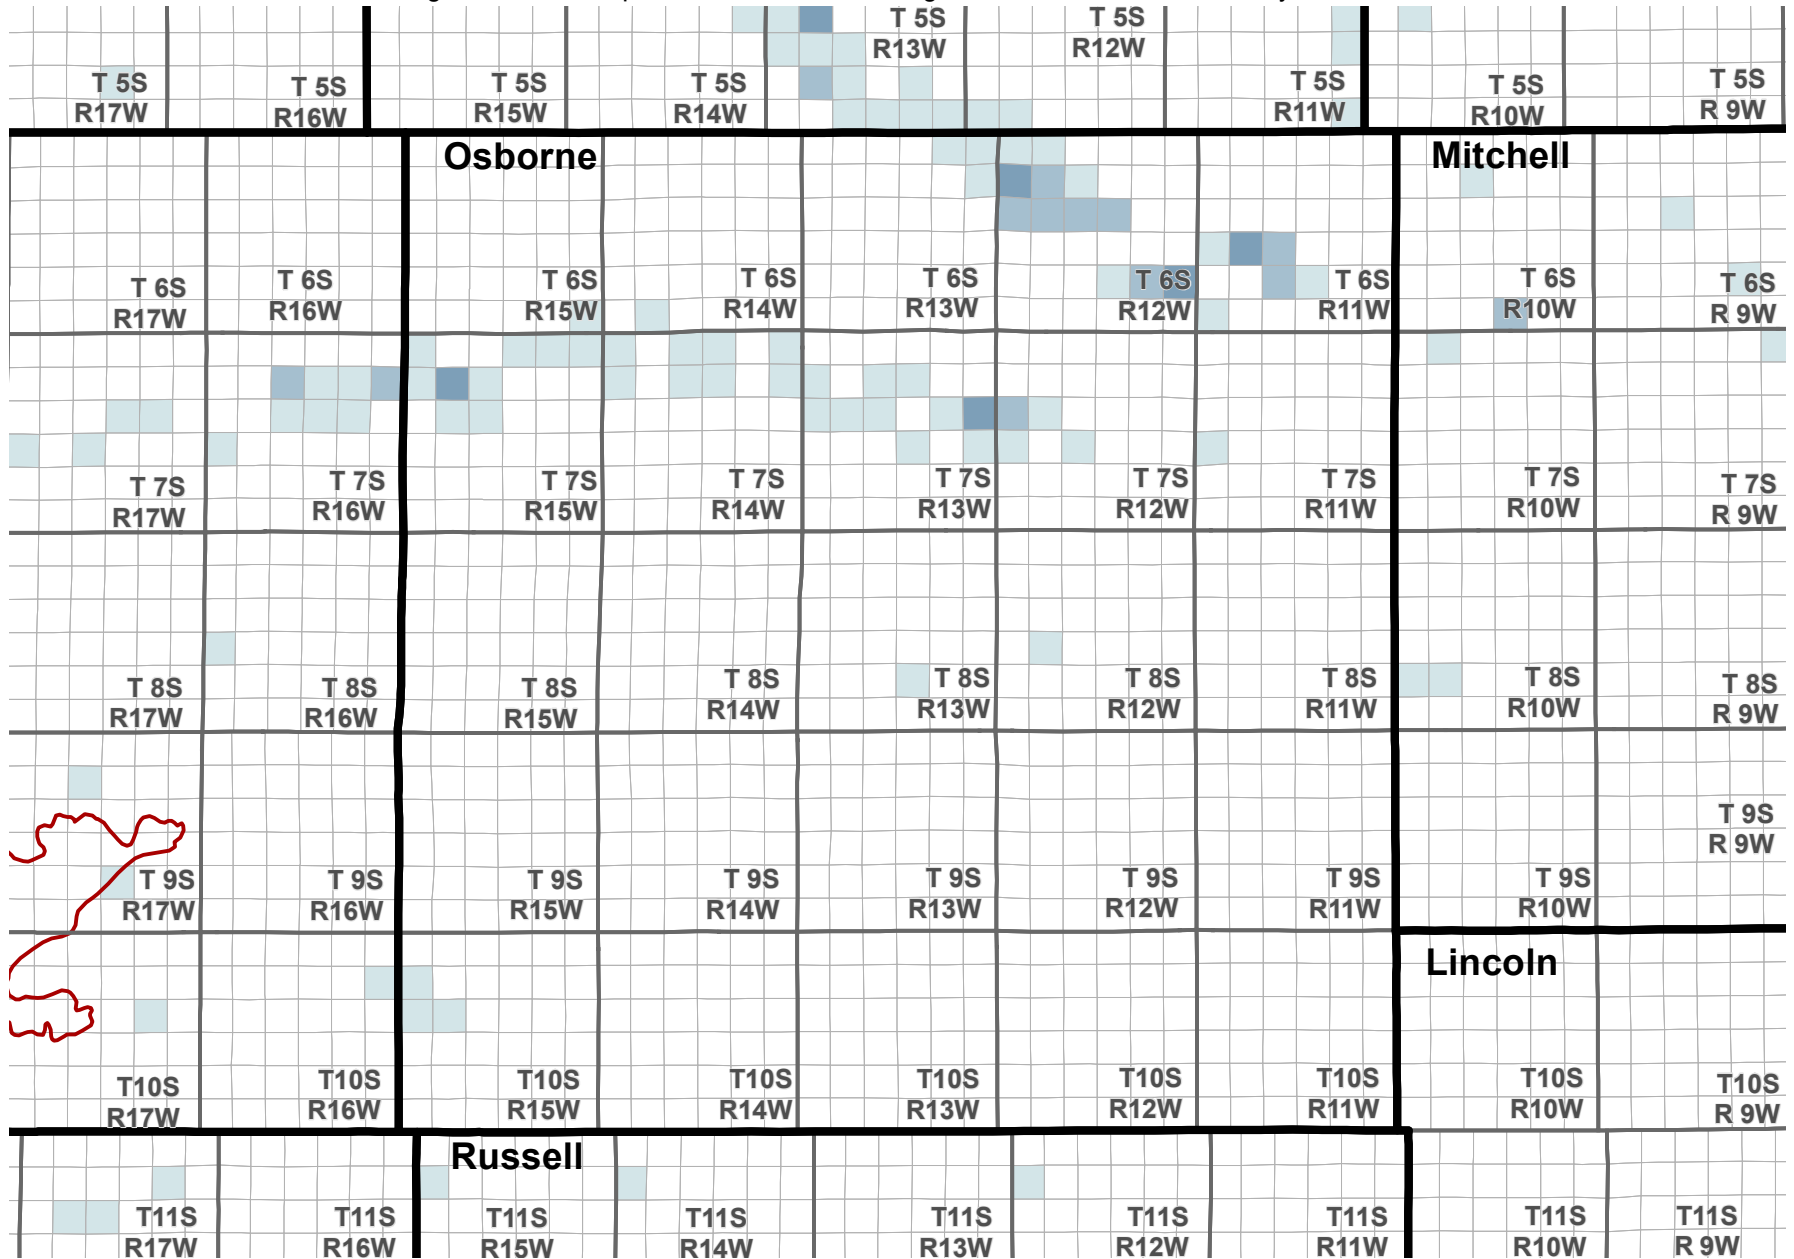 T 5S
R13W
T 5S
R12W
T 5S
R17W
T 5S
R16W
T 5S
R15W
T 5S
R14W
T 5S
R11W
T 5S
R10W
T 5S
R 9W
Osborne
Mitchell
T 6S
R17W
T 6S
R16W
T 6S
R15W
T 6S
R14W
T 6S
R13W
T 6S
R12W
T 6S
R11W
T 6S
R10W
T 6S
R 9W
T 7S
R17W
T 7S
R16W
T 7S
R15W
T 7S
R14W
T 7S
R13W
T 7S
R12W
T 7S
R11W
T 7S
R10W
T 7S
R 9W
T 8S
R17W
T 8S
R16W
T 8S
R15W
T 8S
R14W
T 8S
R13W
T 8S
R12W
T 8S
R11W
T 8S
R10W
T 8S
R 9W
T 9S
R17W
T 9S
R16W
T 9S
R15W
T 9S
R14W
T 9S
R13W
T 9S
R12W
T 9S
R11W
T 9S
R10W
T 9S
R 9W
Lincoln
T10S
R17W
T10S
R16W
T10S
R15W
T10S
R14W
T10S
R13W
T10S
R12W
T10S
R11W
T10S
R10W
T10S
R 9W
Russell
T11S
R17W
T11S
R16W
T11S
R15W
T11S
R14W
T11S
R13W
T11S
R12W
T11S
R11W
T11S
R10W
T11S
R 9W